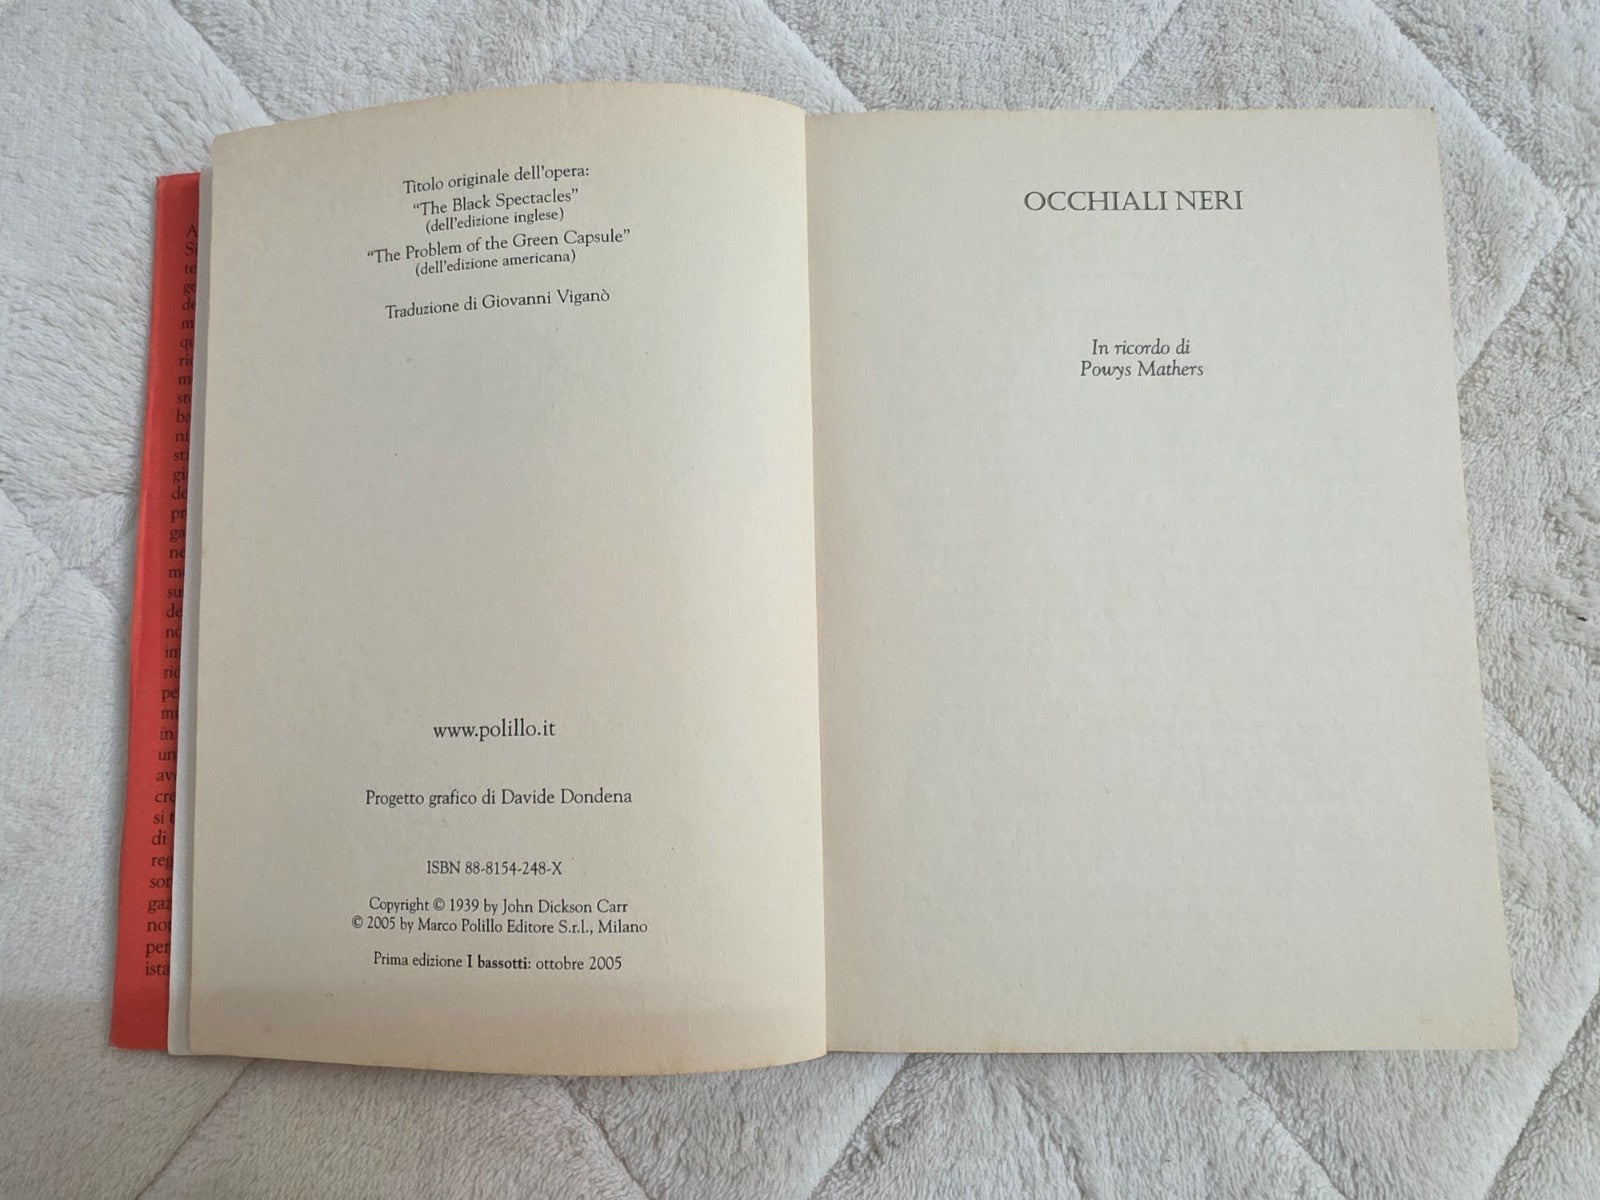 Titolo originale dell'opera:
“The Black Spectacles”
(dell'edizione inglese)
“The Problem of the Green Capsule”
(dell'edizione americana)
Traduzione di Giovanni Viganò
www.polillo.it
Progetto grafico di Davide Dondena
ISBN 88-8154-248-X
Copyright © 1939 by John Dickson Carr
© 2005 by Marco Polillo Editore S.r.l., Milano
Prima edizione I bassotti: ottobre 2005
OCCHIALI NERI
In ricordo di
Powys Mathers